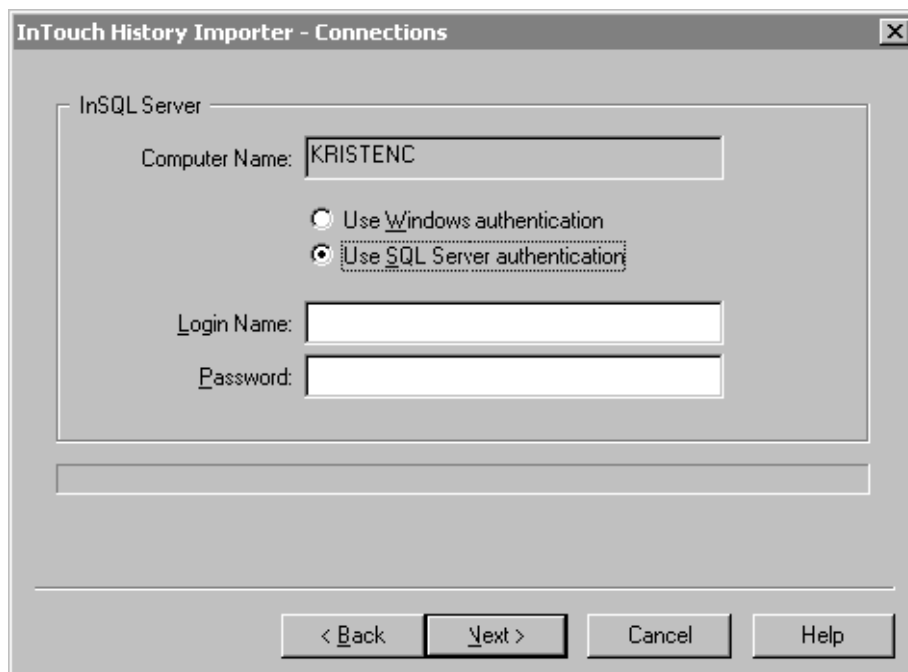 InTouch History Importer - Connections
InSQL Server
Computer Name: KRISTENC
Use Windows authentication
Use SQL Server authentication
Login Name:
Password:
< Back Next > Cancel Help